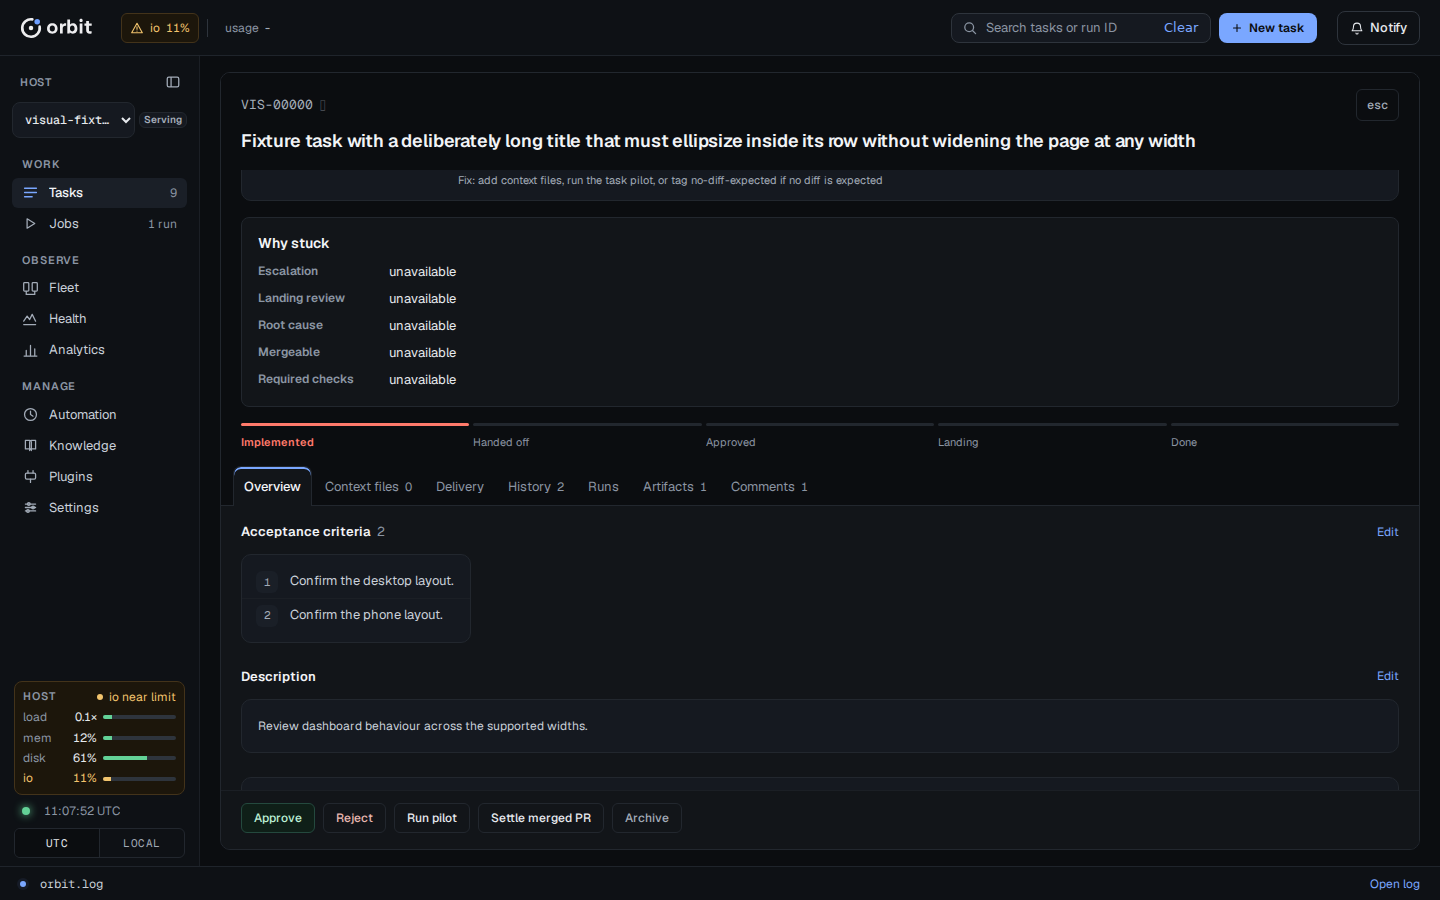 orbit
io 11%
usage -
Search tasks or run ID
Clear
+ New task
Notify
HOST
visual-fixt…
Serving
WORK
Tasks 9
Jobs 1 run
OBSERVE
Fleet
Health
Analytics
MANAGE
Automation
Knowledge
Plugins
Settings
HOST io near limit
load 0.1×
mem 12%
disk 61%
io 11%
11:07:52 UTC
UTC LOCAL
VIS-00000
esc
Fixture task with a deliberately long title that must ellipsize inside its row without widening the page at any width
Fix: add context files, run the task pilot, or tag no-diff-expected if no diff is expected
Why stuck
Escalation unavailable
Landing review unavailable
Root cause unavailable
Mergeable unavailable
Required checks unavailable
Implemented Handed off Approved Landing Done
Overview Context files 0 Delivery History 2 Runs Artifacts 1 Comments 1
Acceptance criteria 2 Edit
1 Confirm the desktop layout.
2 Confirm the phone layout.
Description Edit
Review dashboard behaviour across the supported widths.
Approve Reject Run pilot Settle merged PR Archive
orbit.log Open log